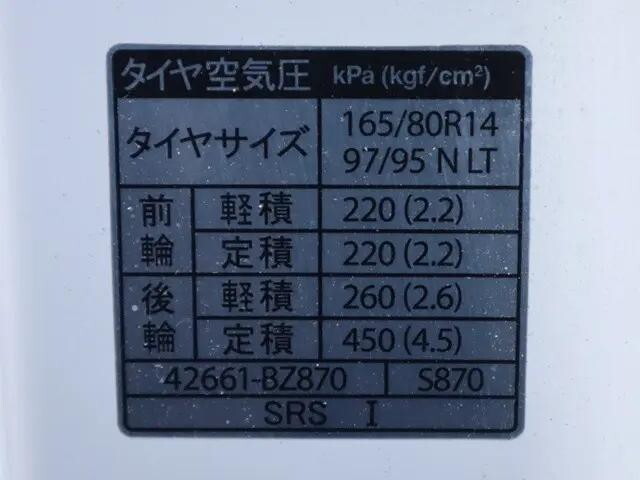 タイヤ空気圧 kPa (kgf/cm²)
タイヤサイズ 165/80R14 97/95 N LT
前輪 軽積 220 (2.2)
定積 220 (2.2)
後輪 軽積 260 (2.6)
定積 450 (4.5)
42661-BZ870 S870
SRS I